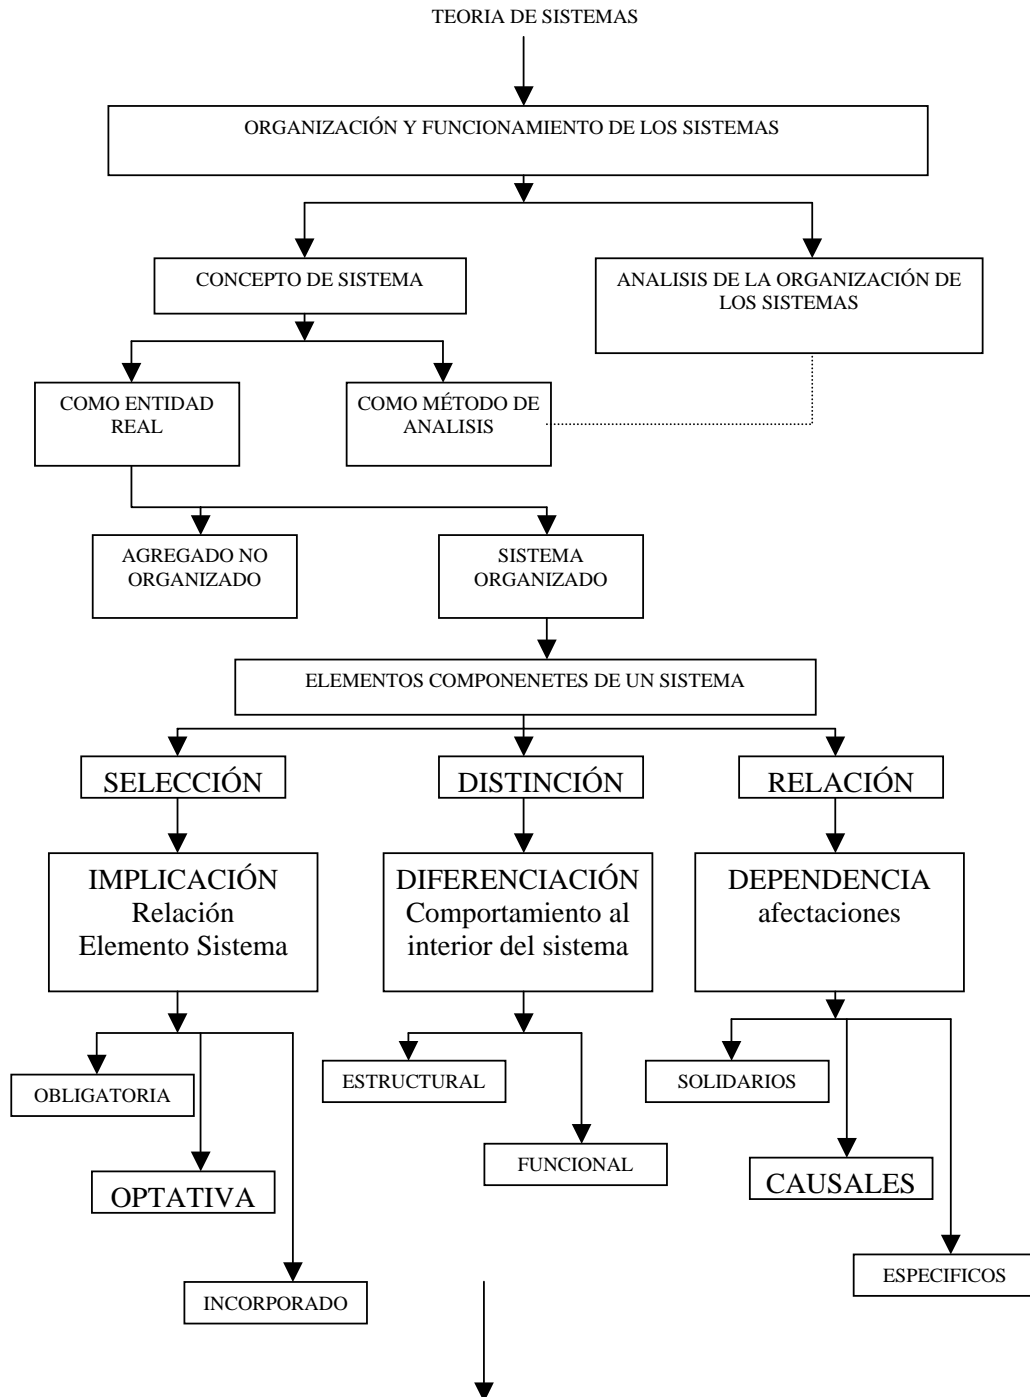 TEORIA DE SISTEMAS
ORGANIZACIÓN Y FUNCIONAMIENTO DE LOS SISTEMAS
CONCEPTO DE SISTEMA
ANALISIS DE LA ORGANIZACIÓN DE
LOS SISTEMAS
COMO ENTIDAD
REAL
COMO MÉTODO DE
ANALISIS
AGREGADO NO
ORGANIZADO
SISTEMA
ORGANIZADO
ELEMENTOS COMPONENETES DE UN SISTEMA
SELECCIÓN
DISTINCIÓN
RELACIÓN
IMPLICACIÓN
Relación
Elemento Sistema
DIFERENCIACIÓN
Comportamiento al
interior del sistema
DEPENDENCIA
afectaciones
OBLIGATORIA
ESTRUCTURAL
SOLIDARIOS
OPTATIVA
FUNCIONAL
CAUSALES
INCORPORADO
ESPECIFICOS